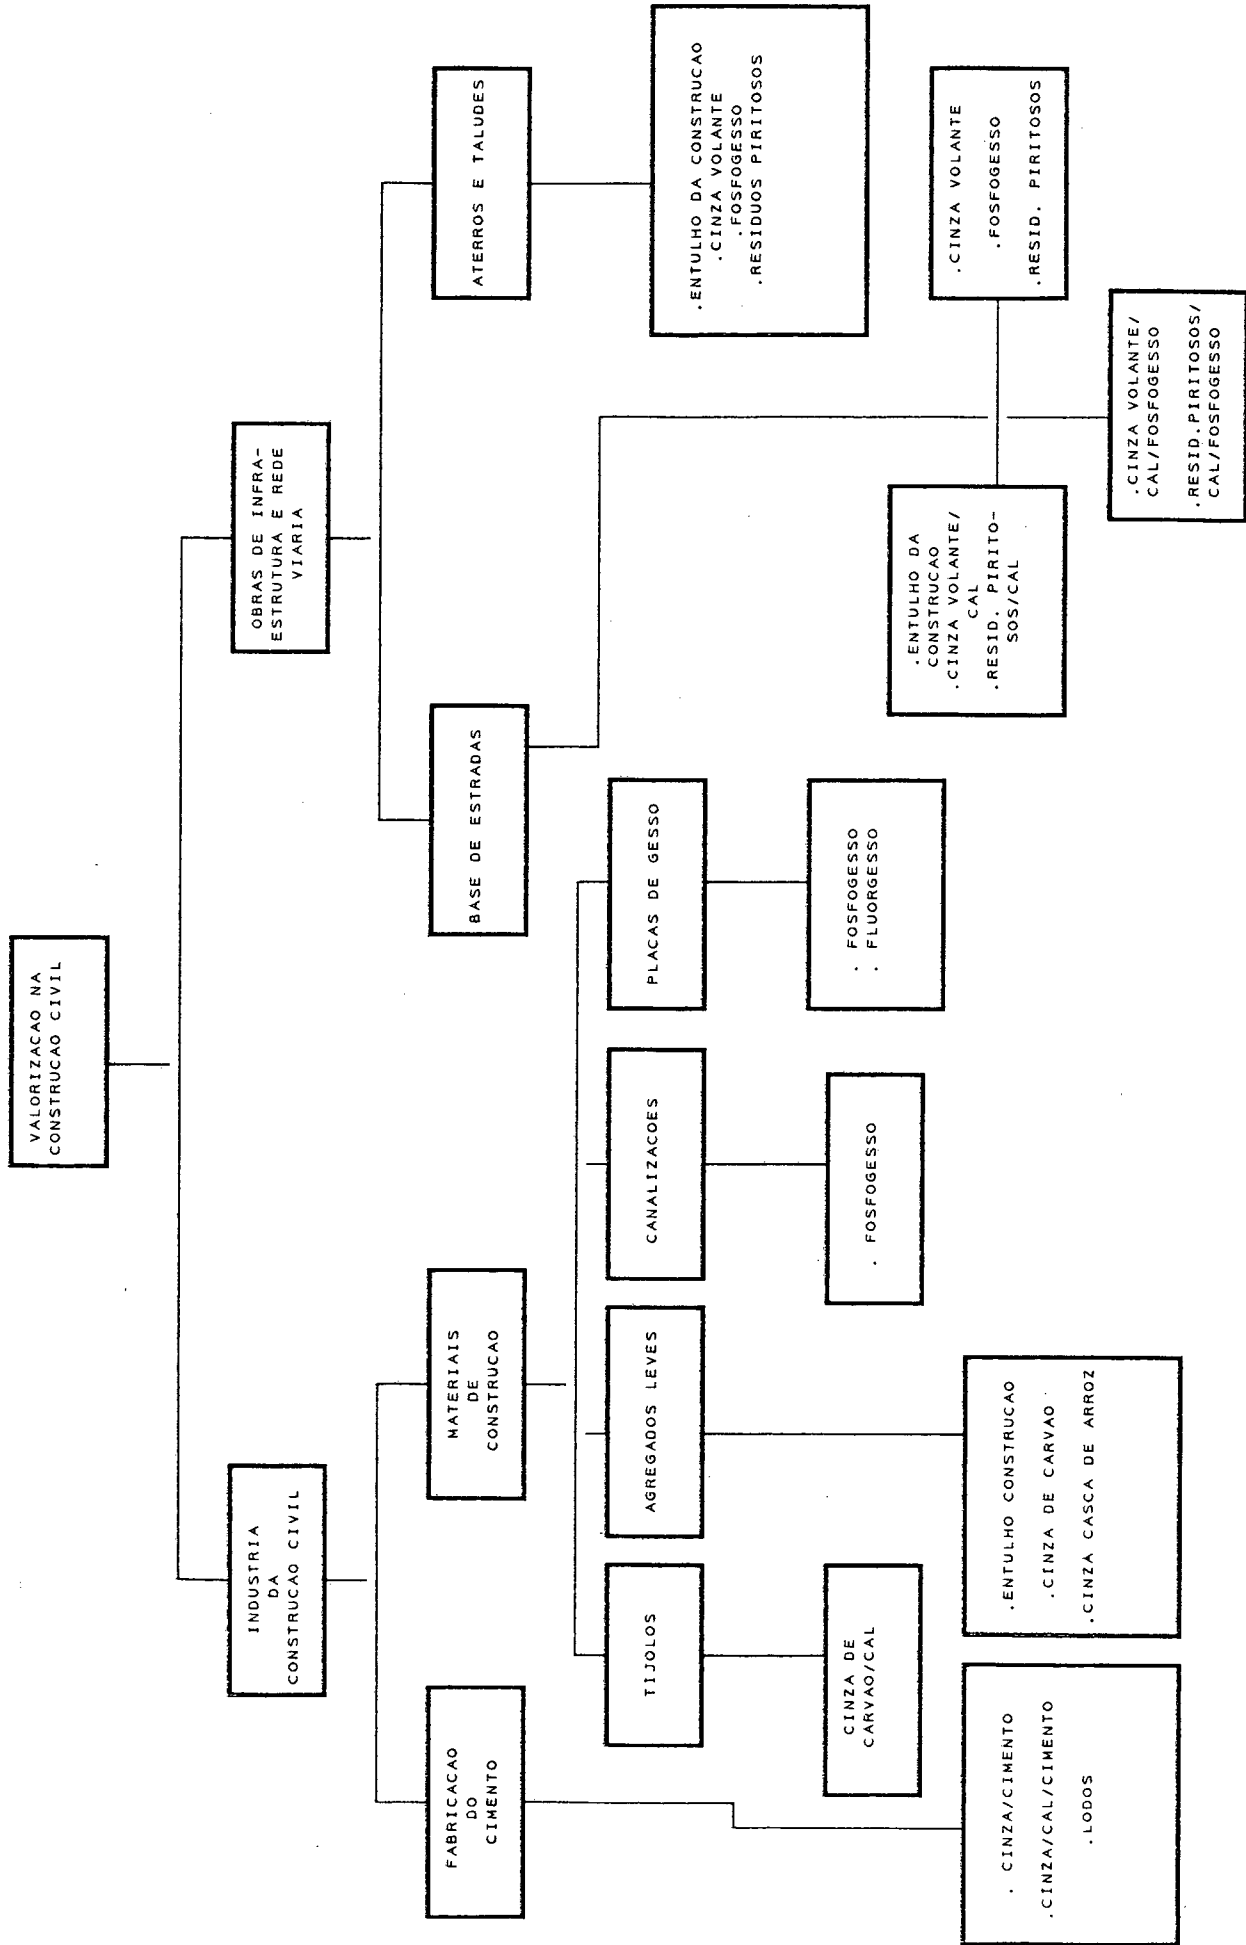 VALORIZACAO NA
CONSTRUCAO CIVIL
INDUSTRIA
DA
CONSTRUCAO CIVIL
OBRAS DE INFRA-
ESTRUTURA E REDE
VIARIA
FABRICACAO
DO
CIMENTO
MATERIAIS
DE
CONSTRUCAO
BASE DE ESTRADAS
ATERROS E TALUDES
TIJOLOS
AGREGADOS LEVES
CANALIZACOES
PLACAS DE GESSO
.ENTULHO DA CONSTRUCAO
.CINZA VOLANTE
.FOSFOGESSO
.RESIDUOS PIRITOSOS
CINZA DE
CARVAO/CAL
. FOSFOGESSO
. FOSFOGESSO
. FLUORGESSO
.ENTULHO DA
CONSTRUCAO
.CINZA VOLANTE/
CAL
.RESID. PIRITO-
SOS/CAL
.CINZA VOLANTE
.FOSFOGESSO
.RESID. PIRITOSOS
. CINZA/CIMENTO
.CINZA/CAL/CIMENTO
.LODOS
.ENTULHO CONSTRUCAO
.CINZA DE CARVAO
.CINZA CASCA DE ARROZ
.CINZA VOLANTE/
CAL/FOSFOGESSO
.RESID.PIRITOSOS/
CAL/FOSFOGESSO